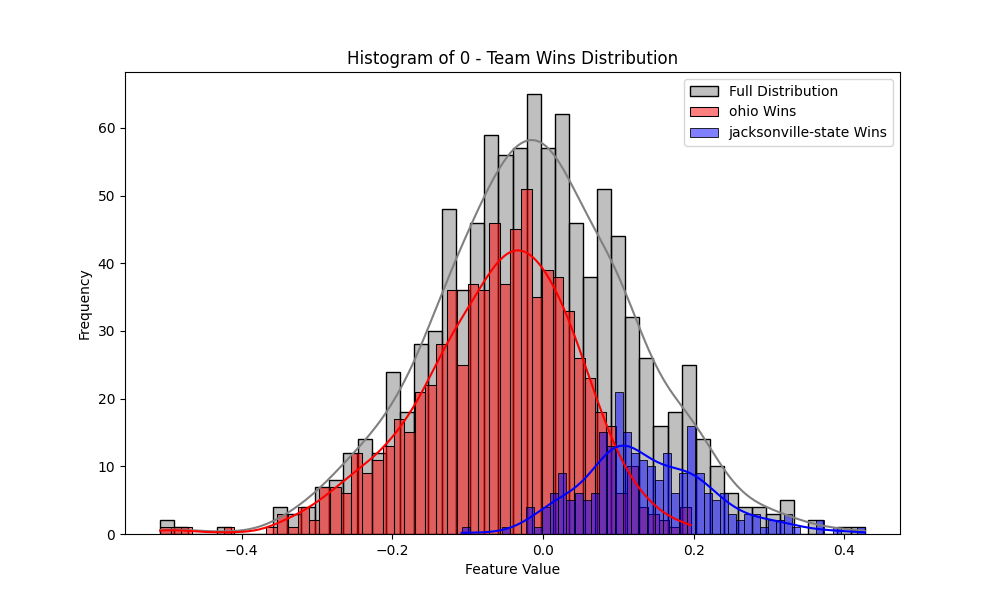 Histogram of 0 - Team Wins Distribution
Full Distribution
ohio Wins
jacksonville-state Wins
Frequency
60
50
40
30
20
10
0
−0.4
−0.2
0.0
0.2
0.4
Feature Value